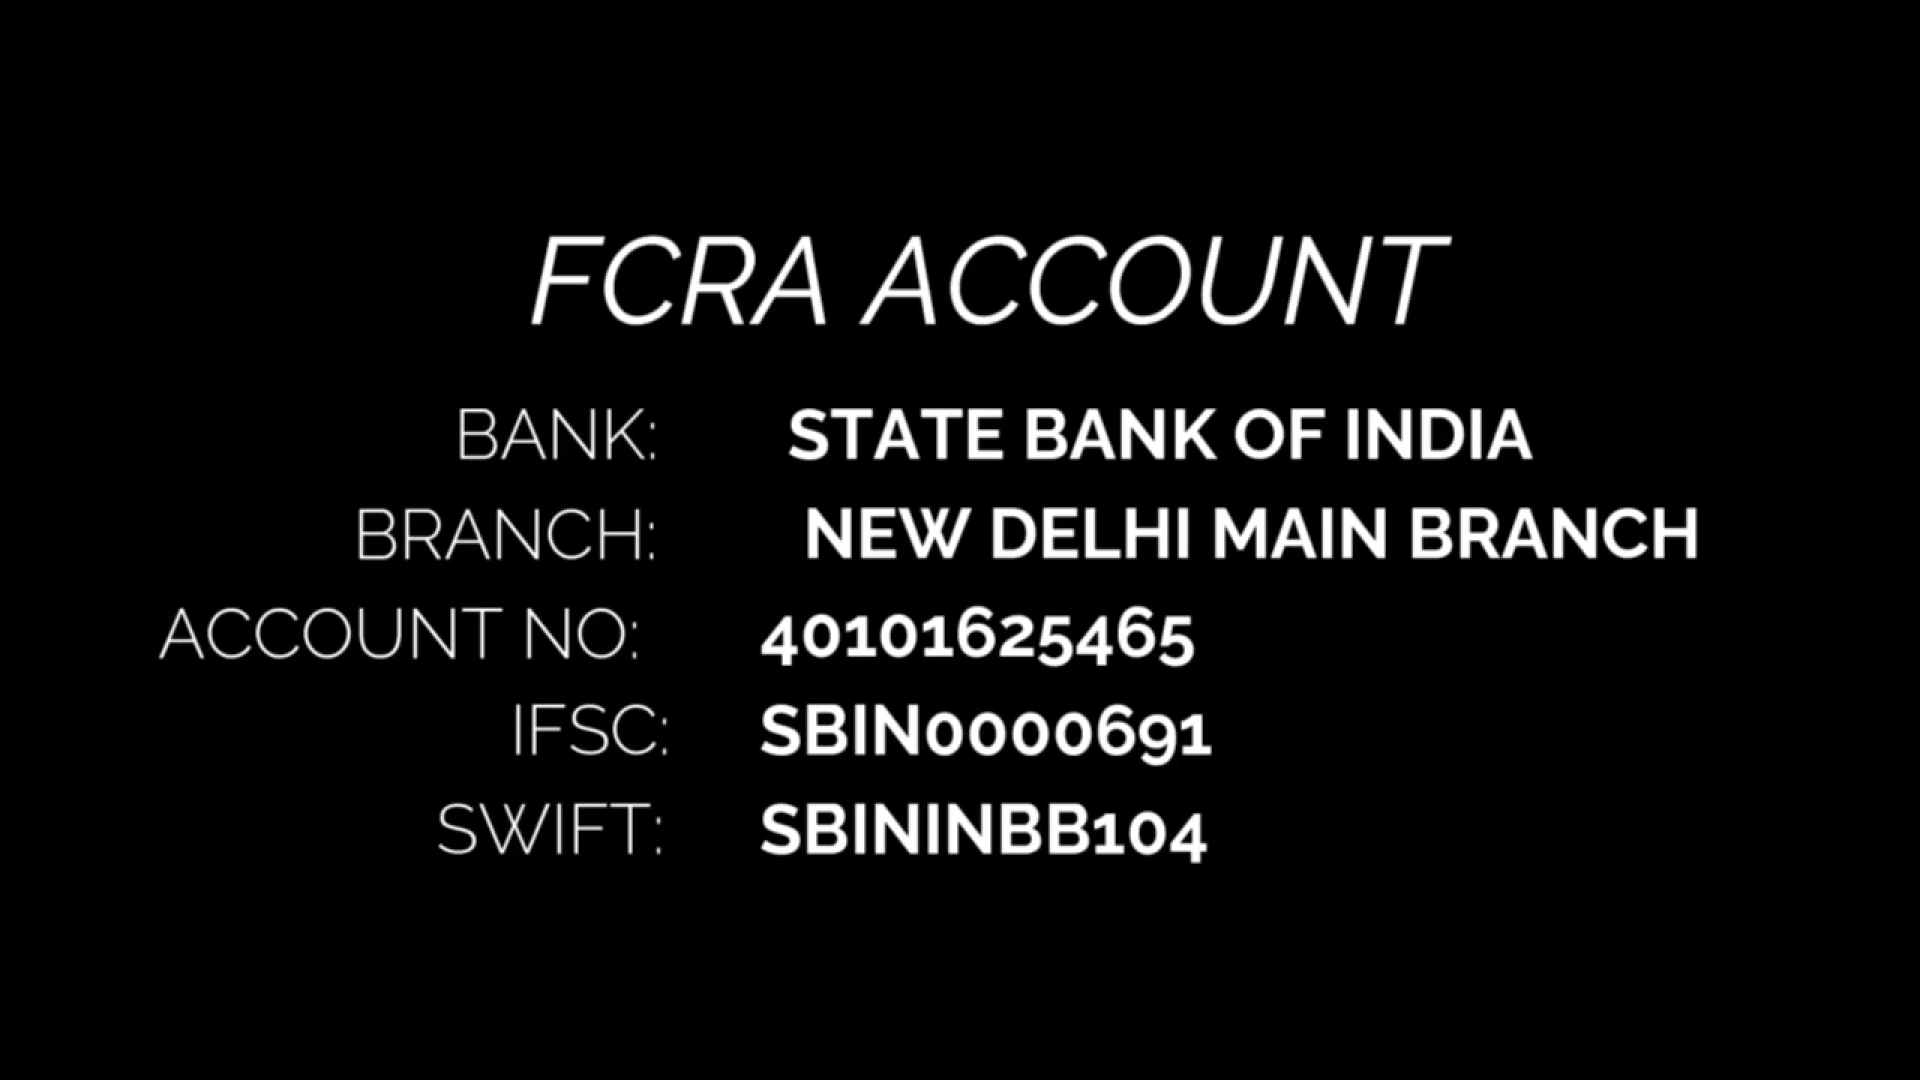 FCRA ACCOUNT
BANK: STATE BANK OF INDIA
BRANCH: NEW DELHI MAIN BRANCH
ACCOUNT NO: 40101625465
IFSC: SBIN0000691
SWIFT: SBININBB104